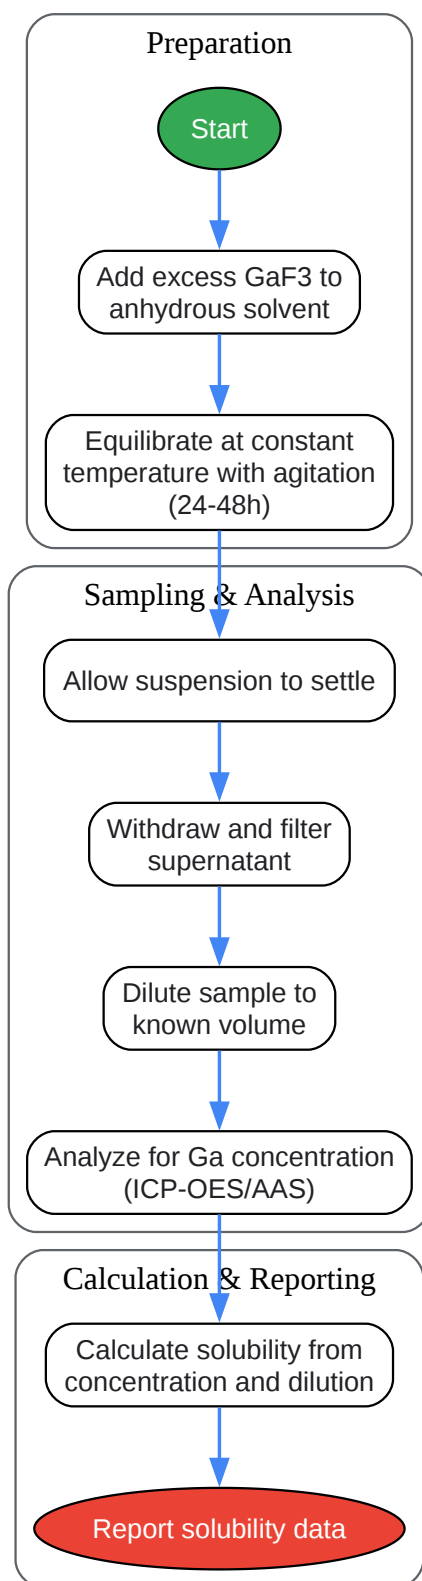 Preparation
Start
Add excess GaF3 to
anhydrous solvent
Equilibrate at constant
temperature with agitation
(24-48h)
Sampling & Analysis
Allow suspension to settle
Withdraw and filter
supernatant
Dilute sample to
known volume
Analyze for Ga concentration
(ICP-OES/AAS)
Calculation & Reporting
Calculate solubility from
concentration and dilution
Report solubility data